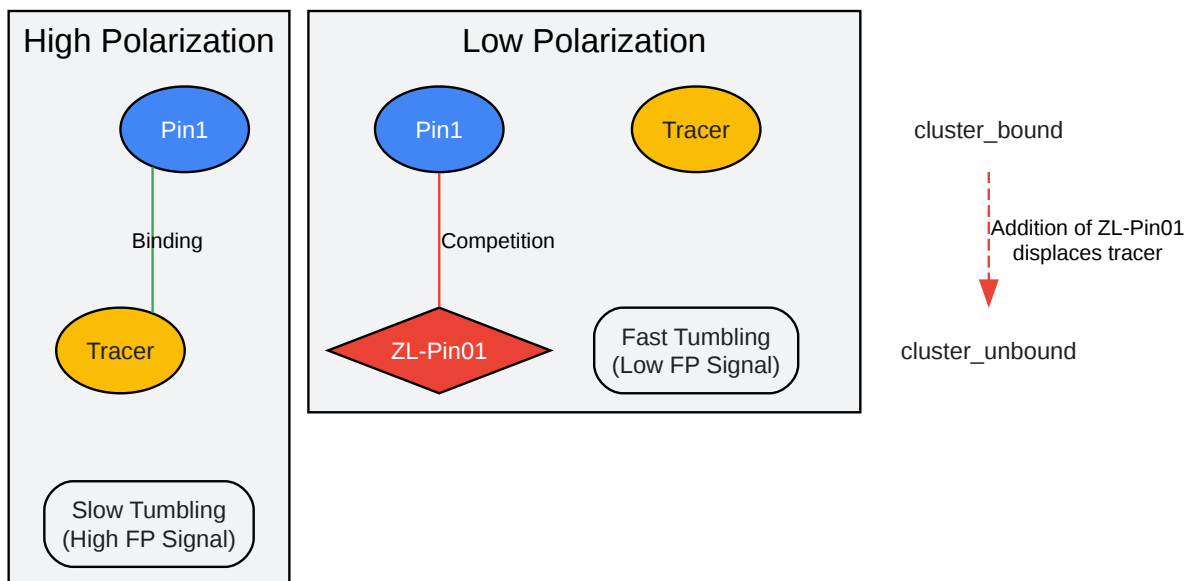 High Polarization
Pin1
Binding
Tracer
Slow Tumbling
(High FP Signal)
Low Polarization
Pin1
Tracer
Competition
ZL-Pin01
Fast Tumbling
(Low FP Signal)
cluster_bound
Addition of ZL-Pin01
displaces tracer
cluster_unbound